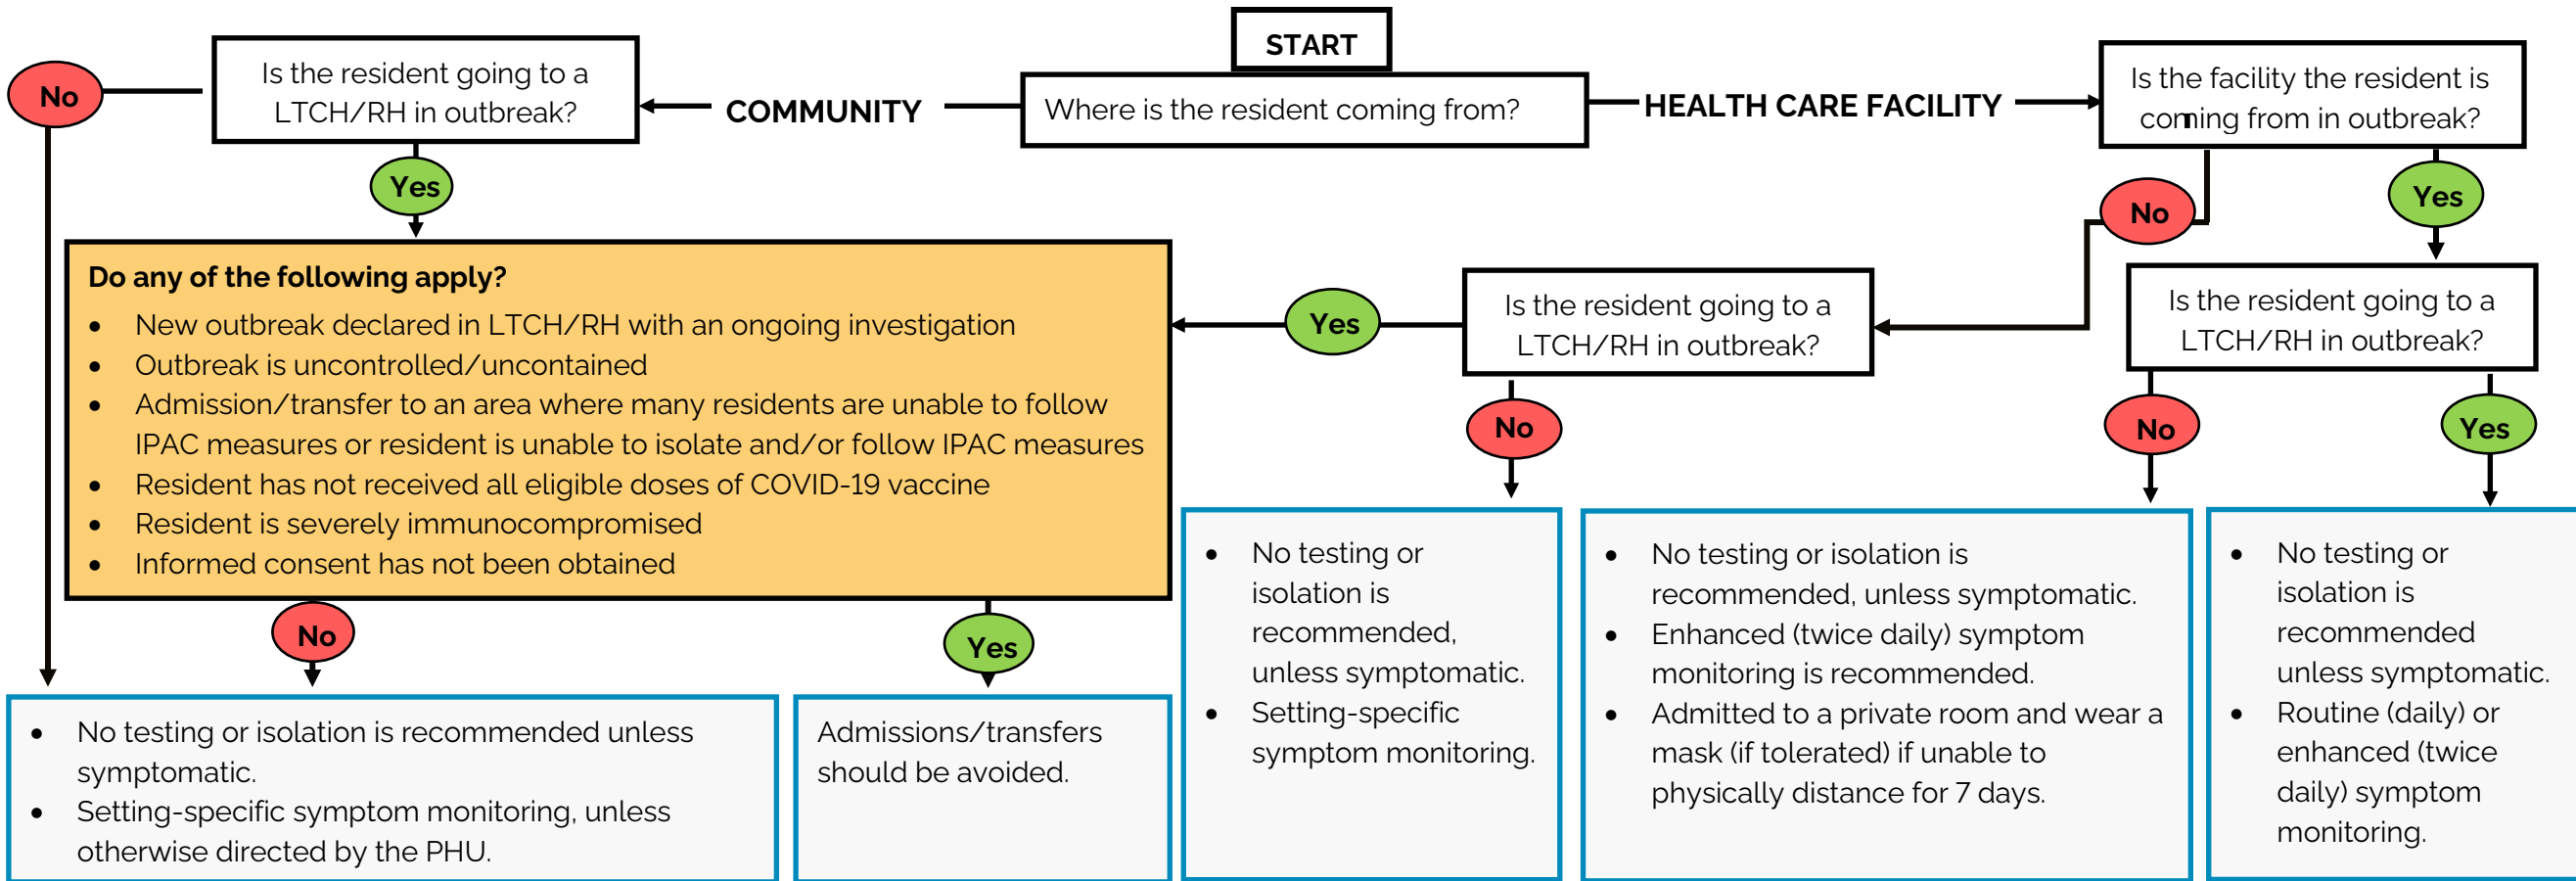 START
Where is the resident coming from?
COMMUNITY
HEALTH CARE FACILITY
Is the resident going to a
LTCH/RH in outbreak?
No
Yes
Is the facility the resident is
coming from in outbreak?
No
Yes
Do any of the following apply?
• New outbreak declared in LTCH/RH with an ongoing investigation
• Outbreak is uncontrolled/uncontained
• Admission/transfer to an area where many residents are unable to follow
IPAC measures or resident is unable to isolate and/or follow IPAC measures
• Resident has not received all eligible doses of COVID-19 vaccine
• Resident is severely immunocompromised
• Informed consent has not been obtained
Yes
Is the resident going to a
LTCH/RH in outbreak?
No
Is the resident going to a
LTCH/RH in outbreak?
No
Yes
No
Yes
• No testing or isolation is recommended unless
symptomatic.
• Setting-specific symptom monitoring, unless
otherwise directed by the PHU.
Admissions/transfers
should be avoided.
• No testing or
isolation is
recommended,
unless symptomatic.
• Setting-specific
symptom monitoring.
• No testing or isolation is
recommended, unless symptomatic.
• Enhanced (twice daily) symptom
monitoring is recommended.
• Admitted to a private room and wear a
mask (if tolerated) if unable to
physically distance for 7 days.
• No testing or
isolation is
recommended
unless symptomatic.
• Routine (daily) or
enhanced (twice
daily) symptom
monitoring.